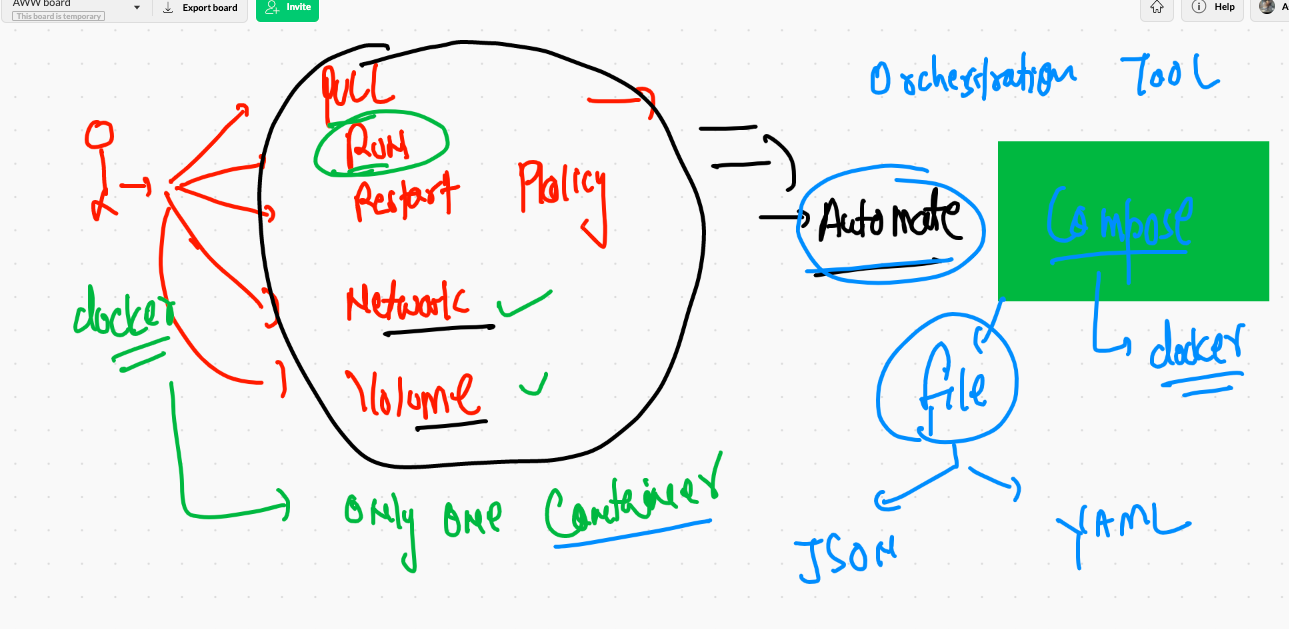 AWW board
This board is temporary
Export board
Invite
Help
Orchestration TOOL
PULL
RUN
Restart Policy
Automate
Compose
Network
docker
docker
Volume
file
only one Container
JSON
YAML